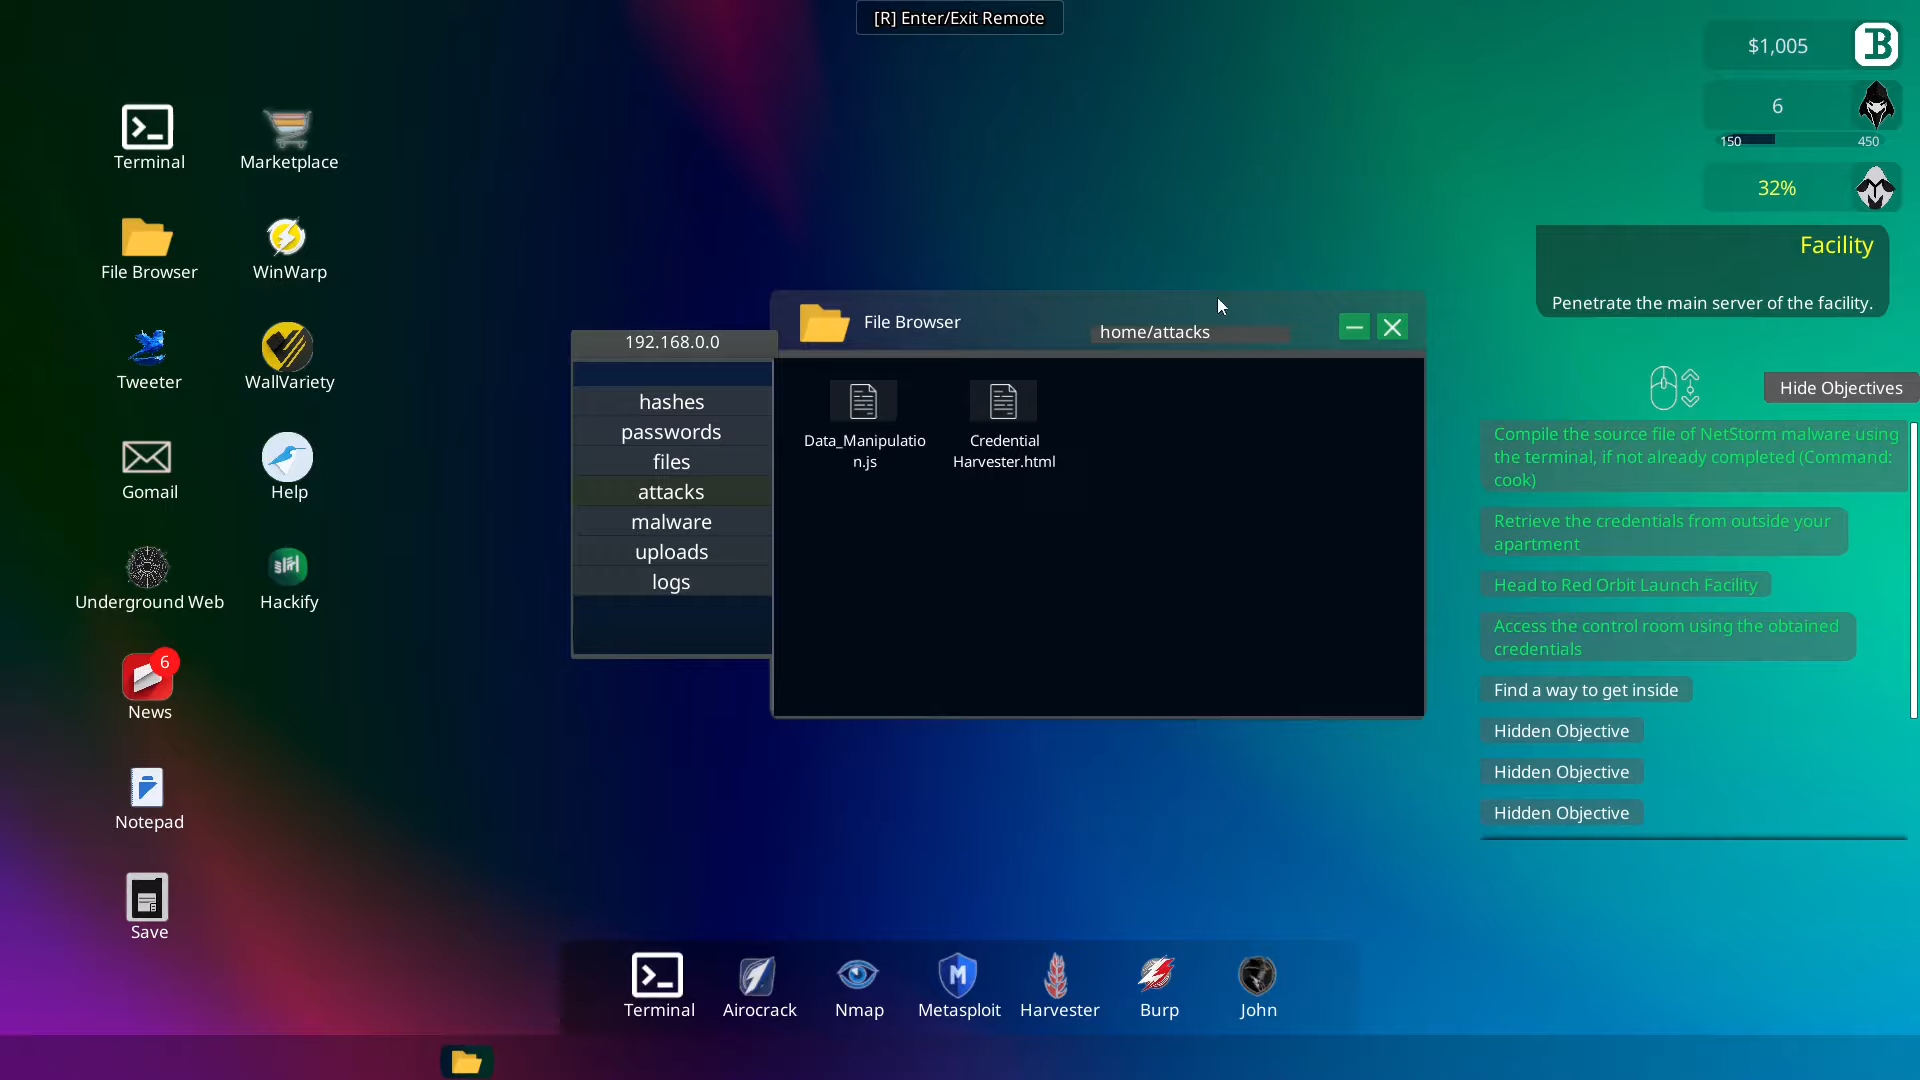 [R] Enter/Exit Remote
$1,005
6
150
450
32%
Facility
Penetrate the main server of the facility.
Hide Objectives
Compile the source file of NetStorm malware using
the terminal, if not already completed (Command:
cook)
Retrieve the credentials from outside your
apartment
Head to Red Orbit Launch Facility
Access the control room using the obtained
credentials
Find a way to get inside
Hidden Objective
Hidden Objective
Hidden Objective
Terminal
Marketplace
File Browser
WinWarp
Tweeter
WallVariety
Gomail
Help
Underground Web
Hackify
6
News
Notepad
Save
192.168.0.0
hashes
passwords
files
attacks
malware
uploads
logs
File Browser
home/attacks
Data_Manipulatio
n.js
Credential
Harvester.html
Terminal
Airocrack
Nmap
Metasploit
Harvester
Burp
John